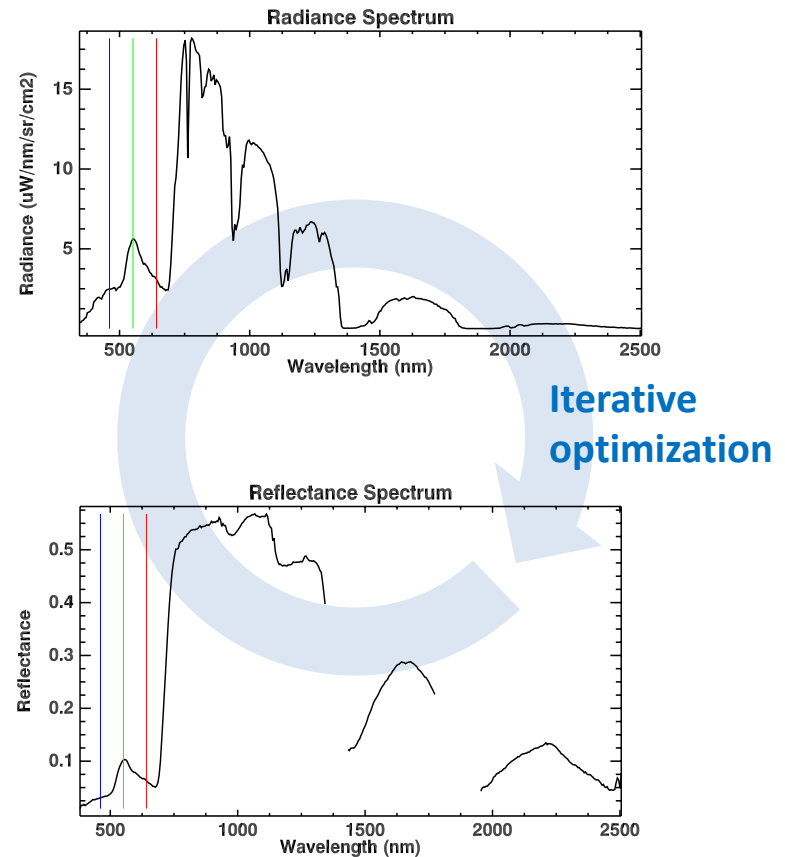 Radiance Spectrum
Radiance (uW/nm/sr/cm2)
15
10
5
500 1000 1500 2000 2500
Wavelength (nm)
Iterative
optimization
Reflectance Spectrum
Reflectance
0.5
0.4
0.3
0.2
0.1
500 1000 1500 2000 2500
Wavelength (nm)